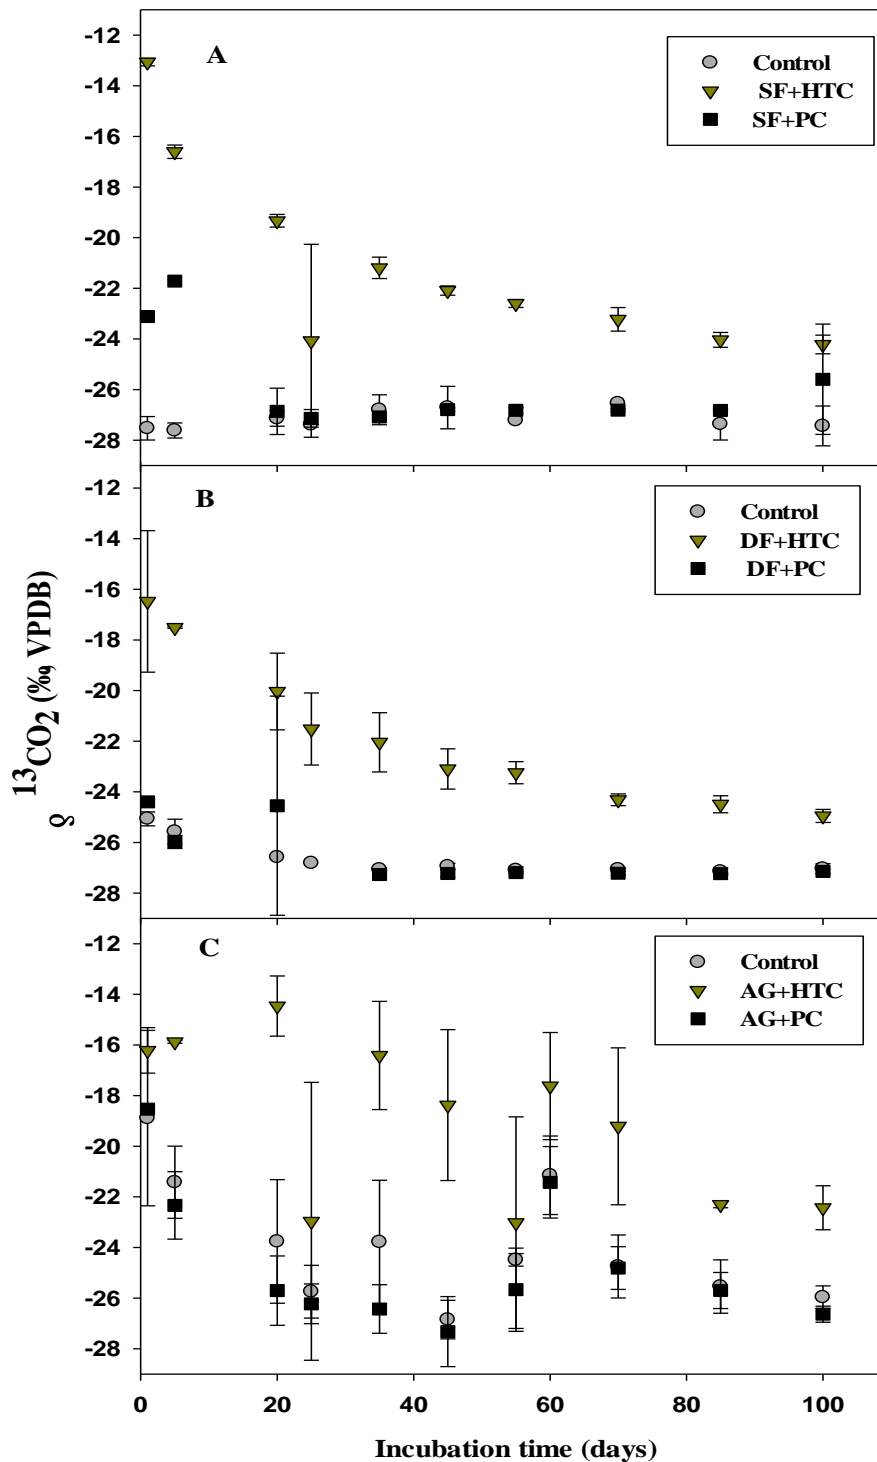 -12
-14
-16
-18
-20
-22
-24
-26
-28
A
Control
SF+HTC
SF+PC
-12
-14
-16
-18
-20
-22
-24
-26
-28
B
Control
DF+HTC
DF+PC
δ ¹³CO₂ (‰, VPDB)
-12
-14
-16
-18
-20
-22
-24
-26
-28
C
Control
AG+HTC
AG+PC
0 20 40 60 80 100
Incubation time (days)